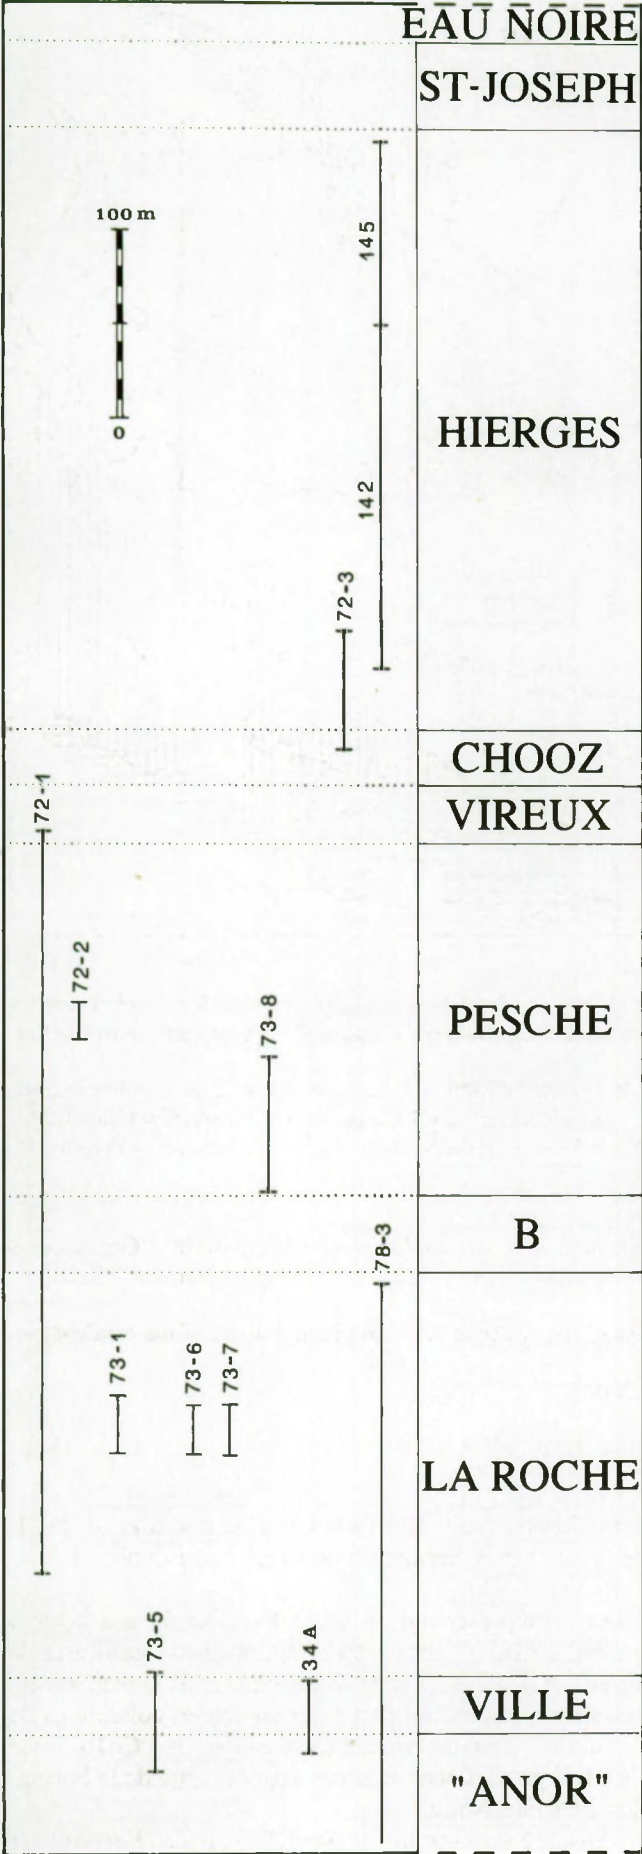 EAU NOIRE
ST-JOSEPH
100 m
145
0
HIERGES
142
72-3
CHOOZ
72-1
VIREUX
72-2
73-8
PESCHE
78-3
B
73-1
73-6
73-7
LA ROCHE
73-5
34A
VILLE
"ANOR"